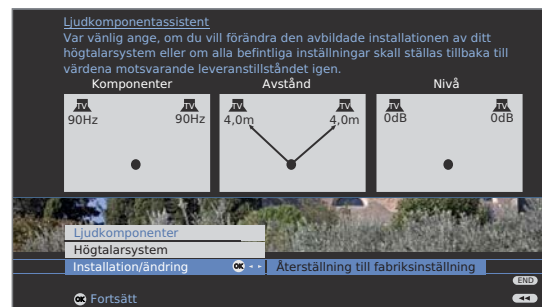 Ljudkomponentassistent
Var vänlig ange, om du vill förändra den avbildade installationen av ditt
högtalarsystem eller om alla befintliga inställningar skall ställas tillbaka till
värdena motsvarande leveranstillståndet igen.
Komponenter Avstånd Nivå
TV TV TV TV TV TV
90Hz 90Hz 4,0m 4,0m 0dB 0dB
Ljudkomponenter
Högtalarsystem
Installation/ändring OK Återställning till fabriksinställning
END
OK Fortsätt